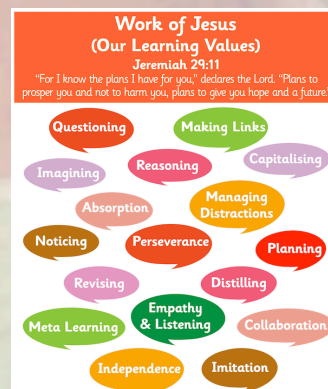 Work of Jesus
(Our Learning Values)
Jeremiah 29:11
"For I know the plans I have for you," declares the Lord. "Plans to
prosper you and not to harm you, plans to give you hope and a future."
Questioning
Making Links
Imagining
Reasoning
Capitalising
Absorption
Managing
Distractions
Noticing
Perseverance
Planning
Revising
Distilling
Meta Learning
Empathy
& Listening
Collaboration
Independence
Imitation